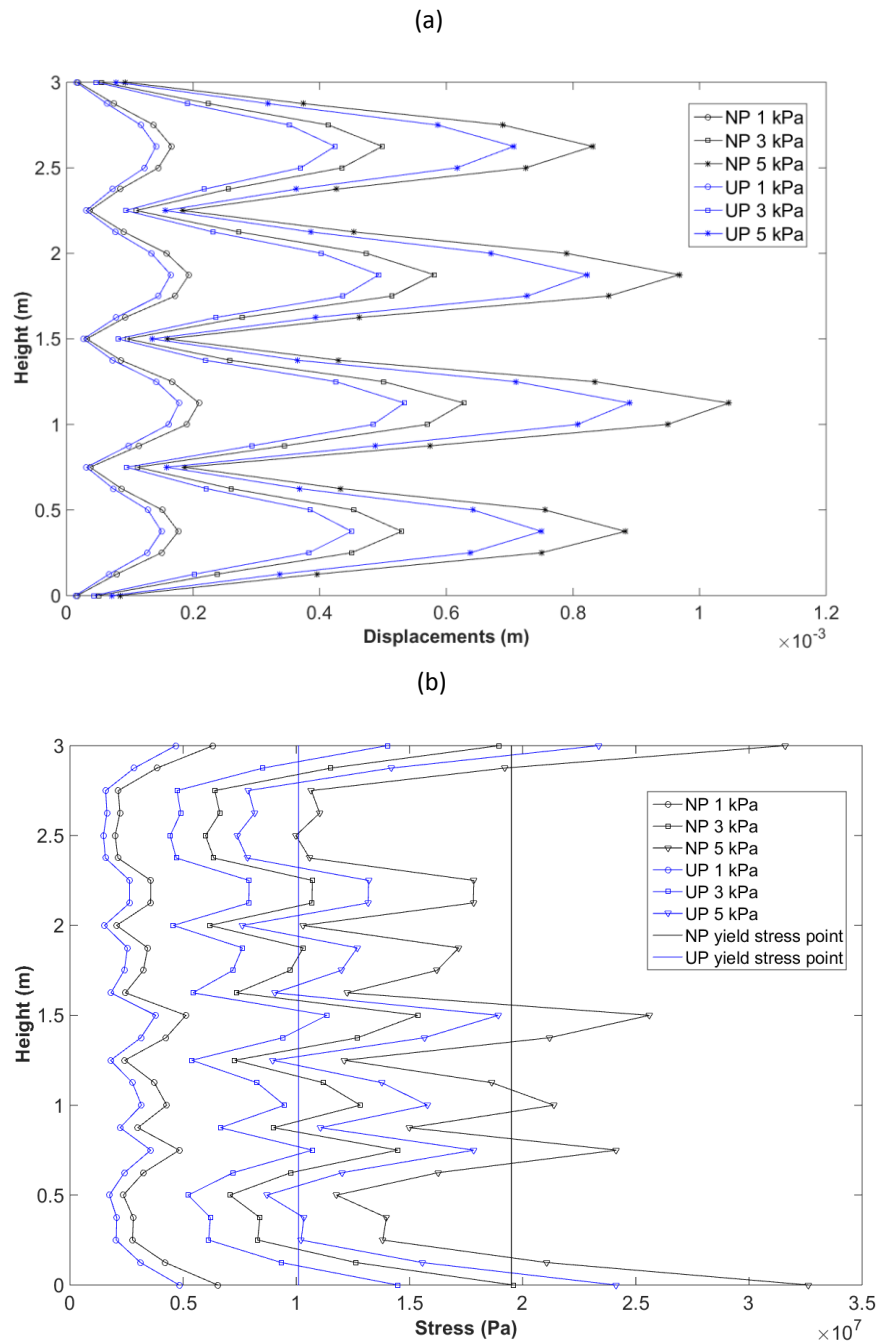 (a)
3
2.5
2
1.5
1
0.5
0
Height (m)
NP 1 kPa
NP 3 kPa
NP 5 kPa
UP 1 kPa
UP 3 kPa
UP 5 kPa
0 0.2 0.4 0.6 0.8 1 1.2
Displacements (m)
×10-3
(b)
3
2.5
2
1.5
1
0.5
0
Height (m)
NP 1 kPa
NP 3 kPa
NP 5 kPa
UP 1 kPa
UP 3 kPa
UP 5 kPa
NP yield stress point
UP yield stress point
0 0.5 1 1.5 2 2.5 3 3.5
Stress (Pa)
×10 7